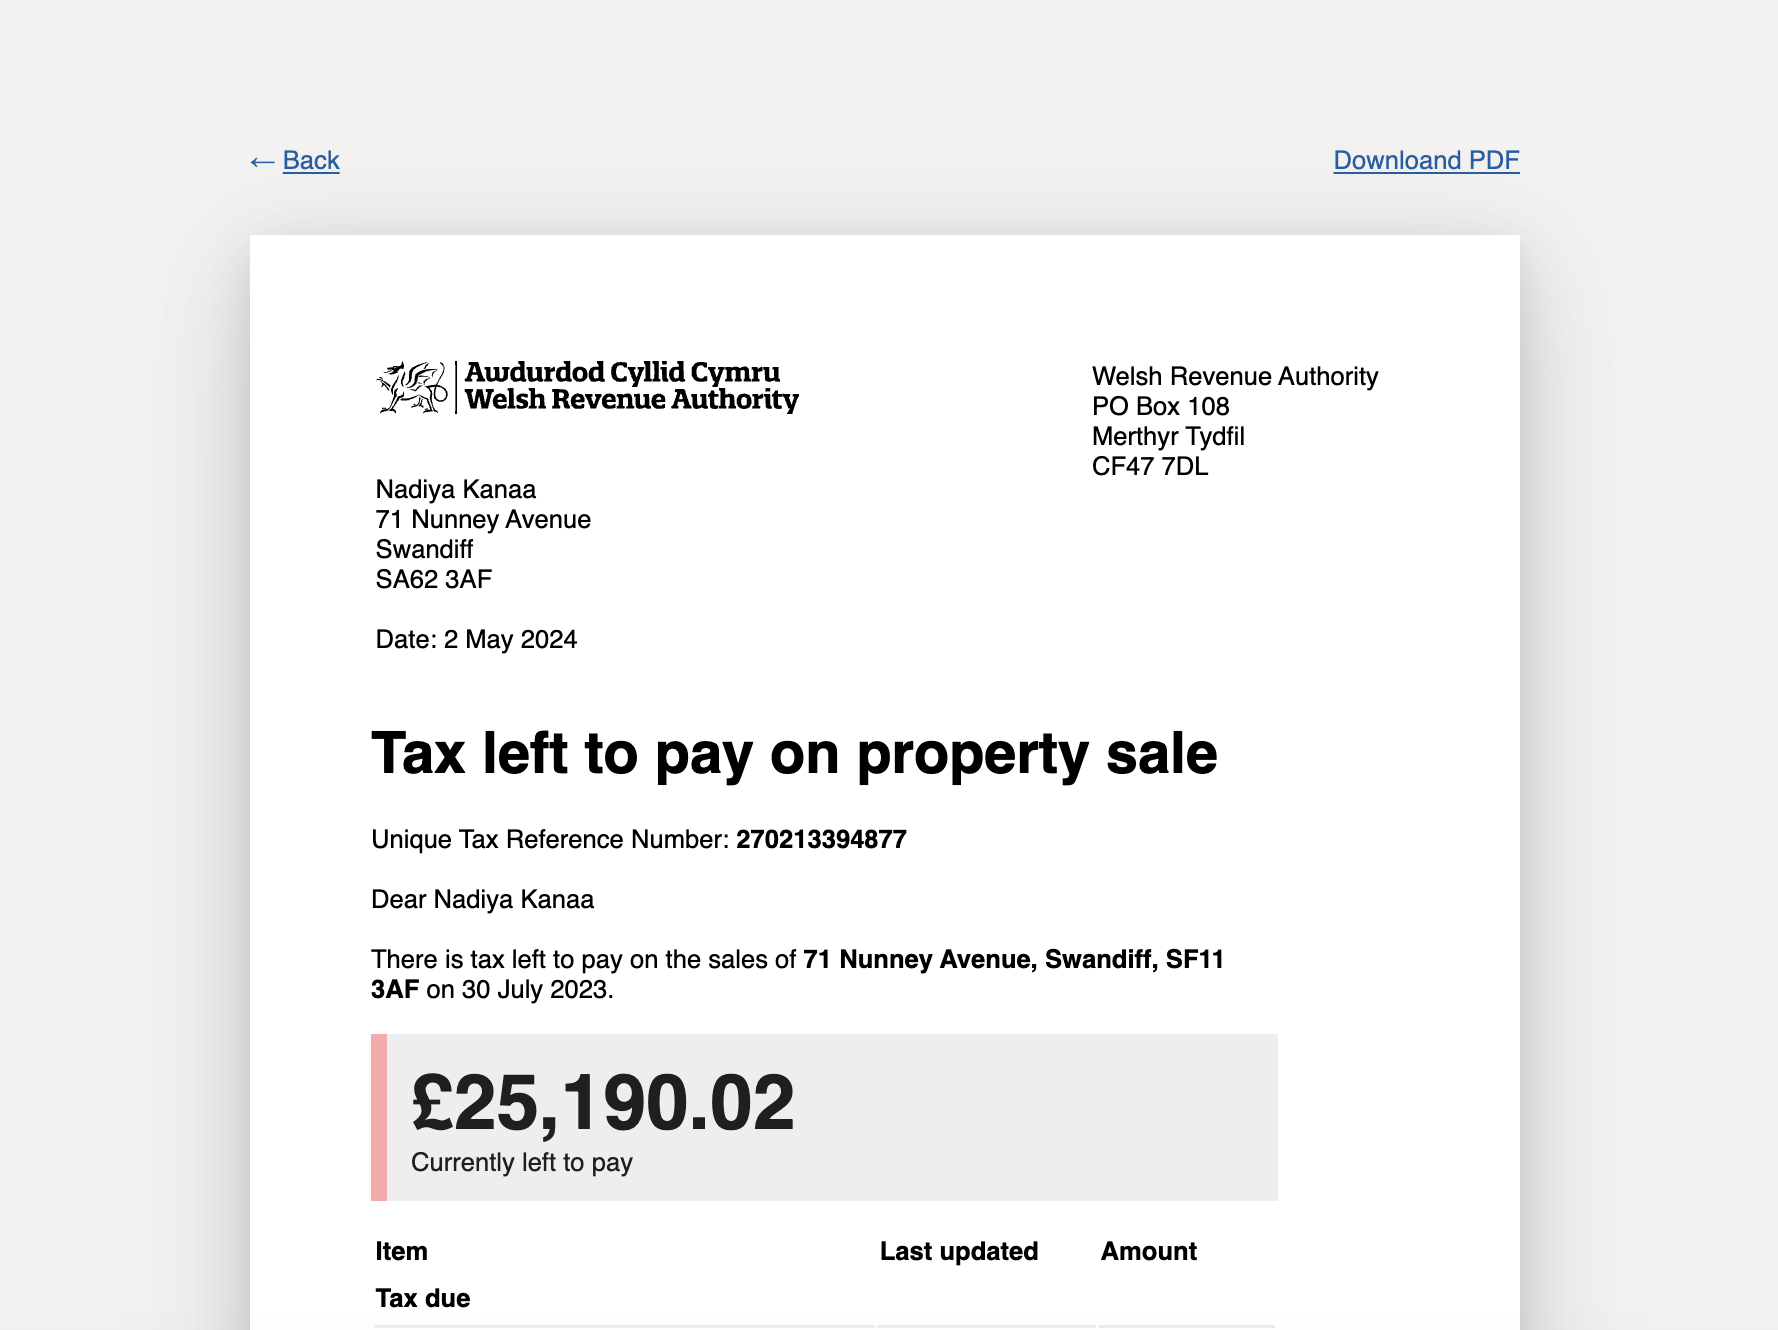 ← Back
Downloand PDF
Awdurdod Cyllid Cymru
Welsh Revenue Authority
Welsh Revenue Authority
PO Box 108
Merthyr Tydfil
CF47 7DL
Nadiya Kanaa
71 Nunney Avenue
Swandiff
SA62 3AF
Date: 2 May 2024
Tax left to pay on property sale
Unique Tax Reference Number: 270213394877
Dear Nadiya Kanaa
There is tax left to pay on the sales of 71 Nunney Avenue, Swandiff, SF11
3AF on 30 July 2023.
£25,190.02
Currently left to pay
Item Last updated Amount
Tax due